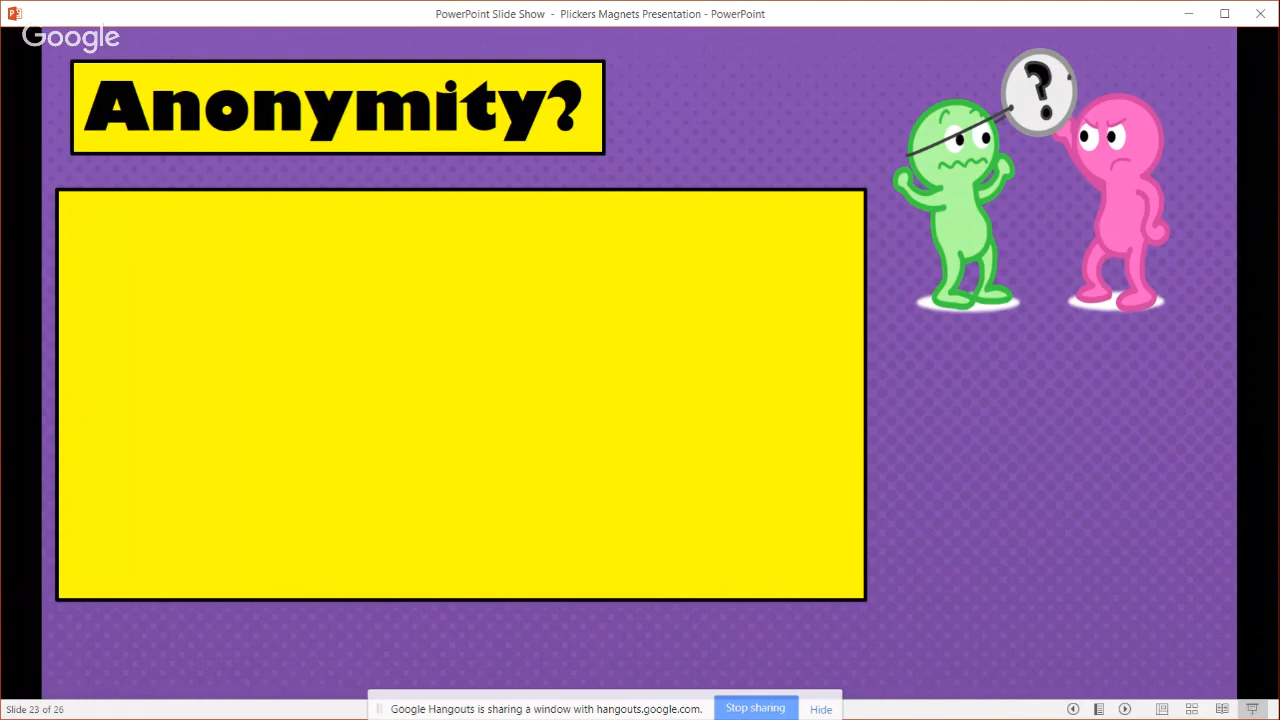 PowerPoint Slide Show - Plickers Magnets Presentation - PowerPoint
Google
Anonymity?
?
Slide 23 of 26
Google Hangouts is sharing a window with hangouts.google.com.
Stop sharing
Hide